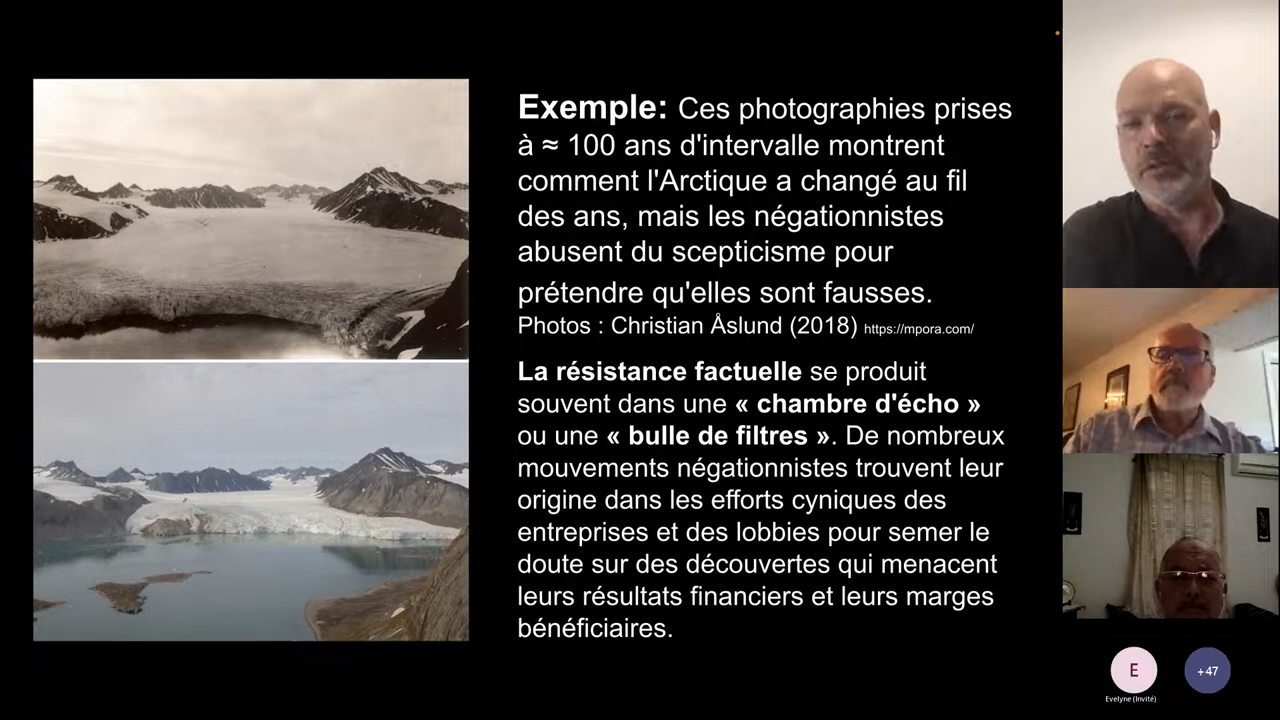 Exemple: Ces photographies prises
à ≈ 100 ans d'intervalle montrent
comment l'Arctique a changé au fil
des ans, mais les négationnistes
abusent du scepticisme pour
prétendre qu'elles sont fausses.
Photos : Christian Åslund (2018) https://mpora.com/
La résistance factuelle se produit
souvent dans une « chambre d'écho »
ou une « bulle de filtres ». De nombreux
mouvements négationnistes trouvent leur
origine dans les efforts cyniques des
entreprises et des lobbies pour semer le
doute sur des découvertes qui menacent
leurs résultats financiers et leurs marges
bénéficiaires.
E
+47
Evelyne (Invité)